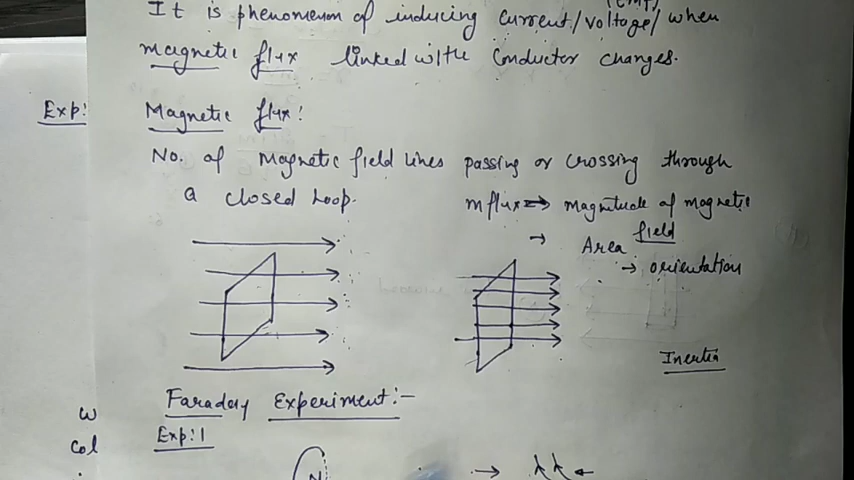 It is phenomenon of inducing current/voltage/when
magnetic flux linked with conductor changes.
Exp:
Magnetic flux:
No. of Magnetic field lines passing or crossing through
a closed loop.
mflux ⇒ magnitude of magnetic
field
→ Area
→ orientation
Inertia
Faraday Experiment:-
W
Col
Exp:1
N